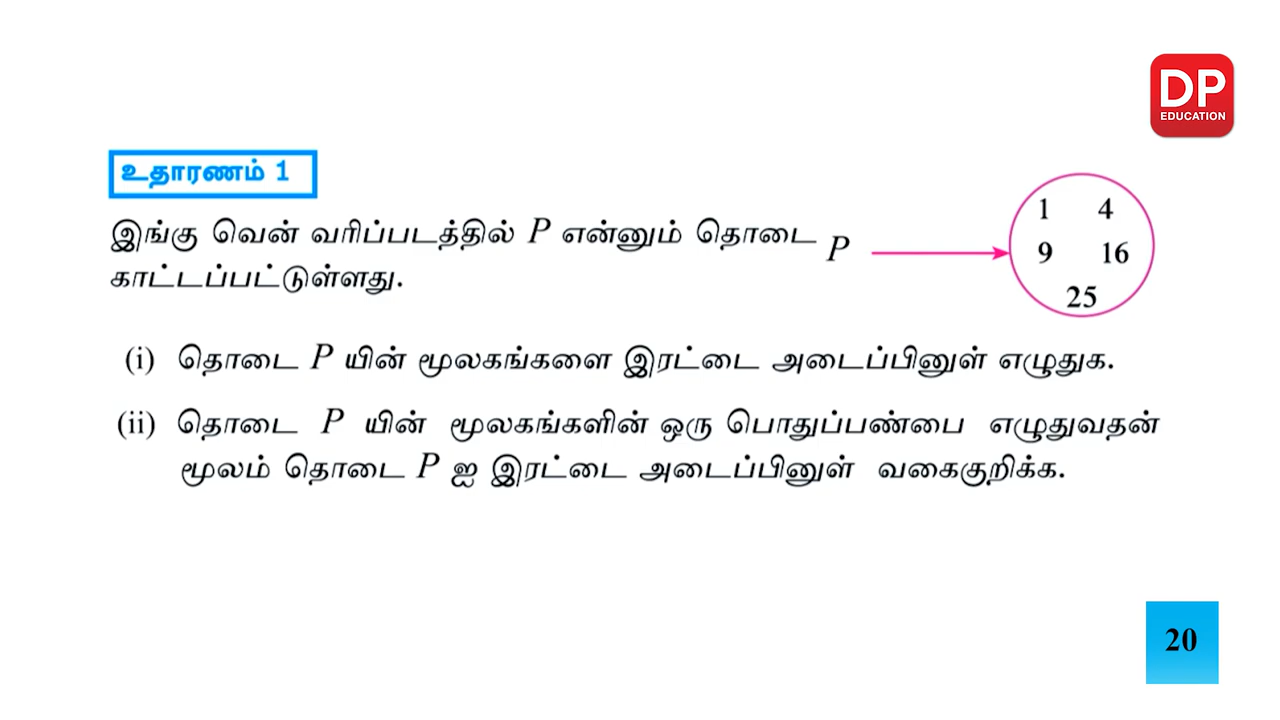 DP
EDUCATION
உதாரணம் 1
இங்கு வென் வரிப்படத்தில் P என்னும் தொடை
காட்டப்பட்டுள்ளது.
P
1 4
9 16
25
(i) தொடை P யின் மூலகங்களை இரட்டை அடைப்பினுள் எழுதுக.
(ii) தொடை P யின் மூலகங்களின் ஒரு பொதுப்பண்பை எழுதுவதன்
மூலம் தொடை P ஐ இரட்டை அடைப்பினுள் வகைகுறிக்க.
20